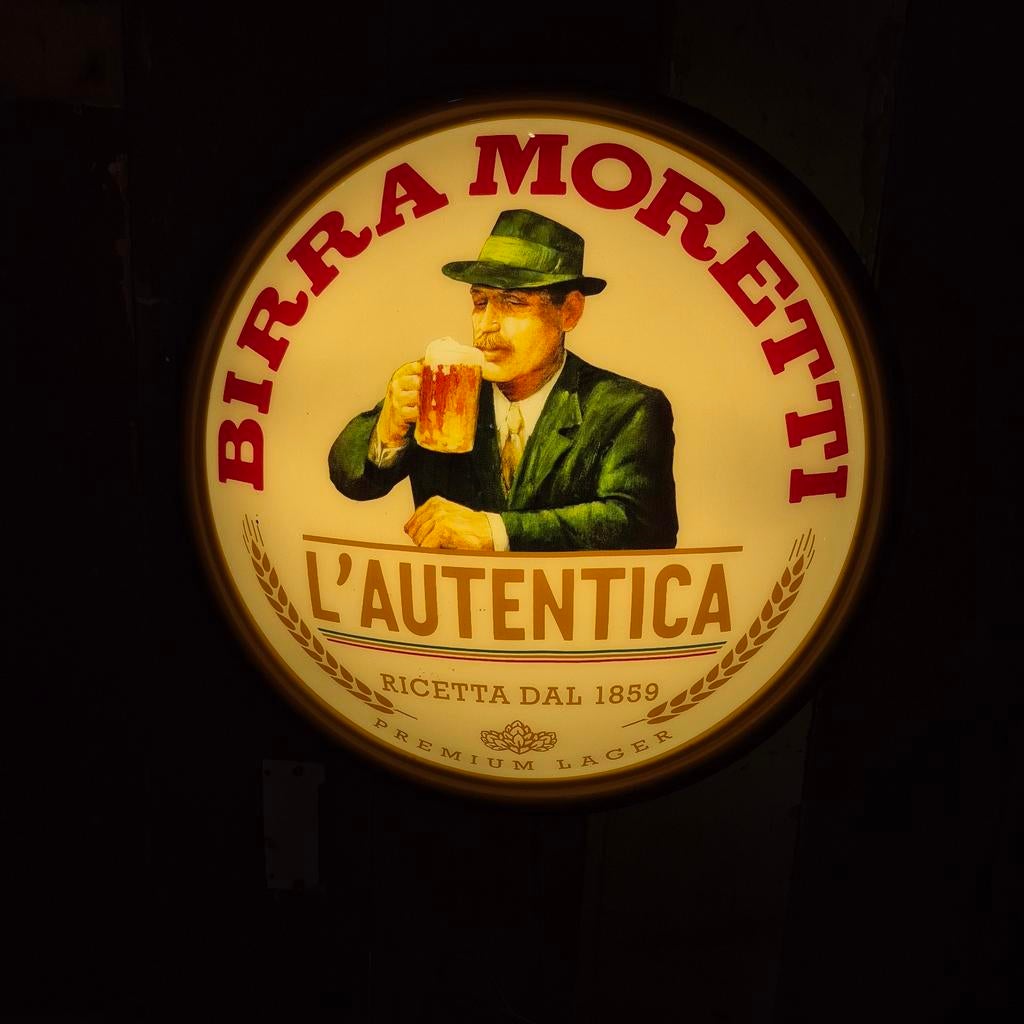 BIRRA MORETTI
L'AUTENTICA
RICETTA DAL 1859
PREMIUM LAGER